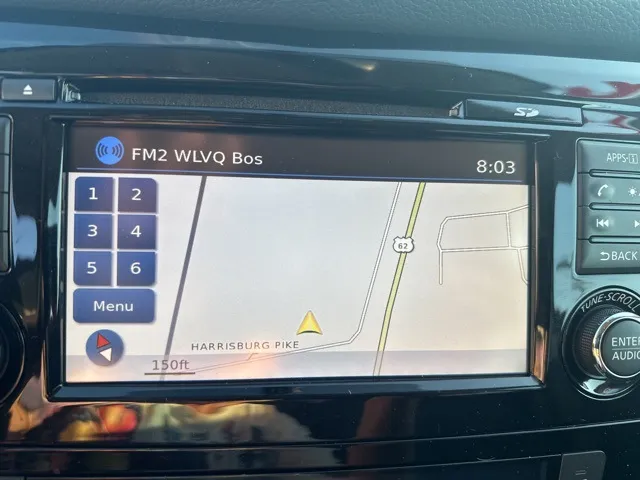 SD
FM2 WLVQ Bos
8:03
APPS·[i]
1 2
3 4
5 6
Menu
62
BACK
TUNE·SCROLL
ENTER
AUDIO
HARRISBURG PIKE
150ft